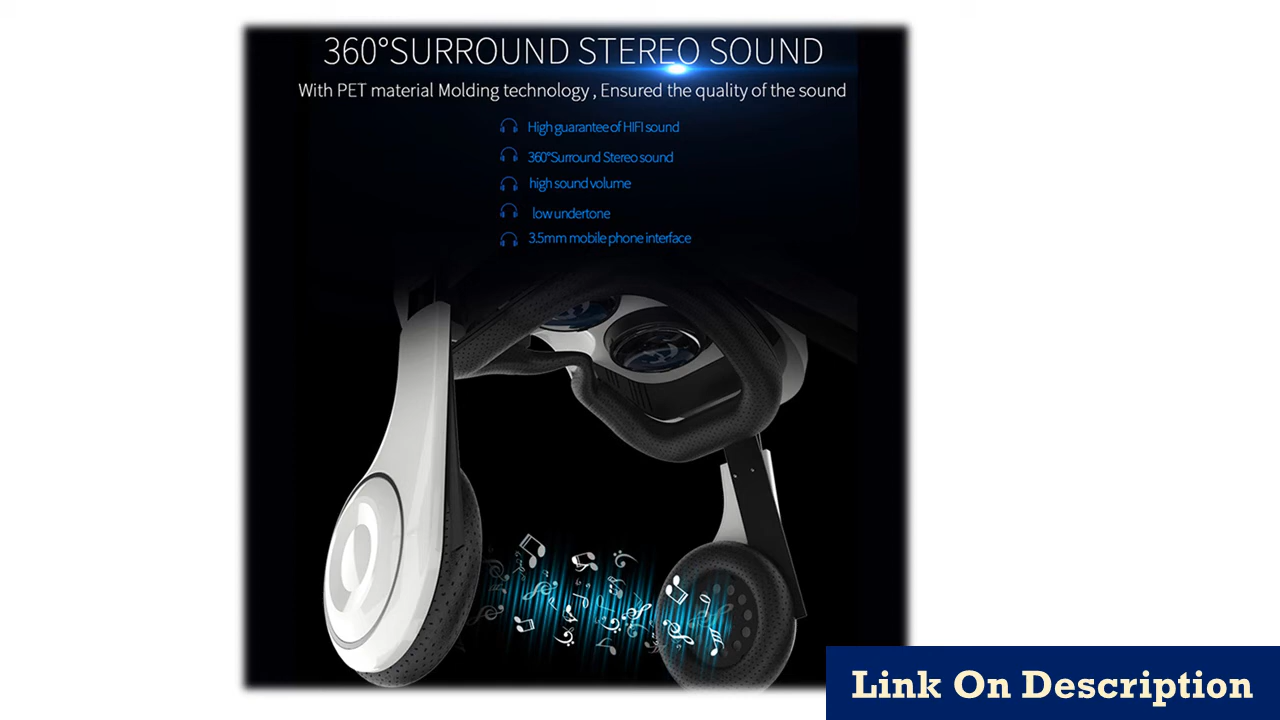 360°SURROUND STEREO SOUND
With PET material Molding technology , Ensured the quality of the sound
High guarantee of HIFI sound
360°Surround Stereo sound
high sound volume
low undertone
3.5mm mobile phone interface
Link On Description